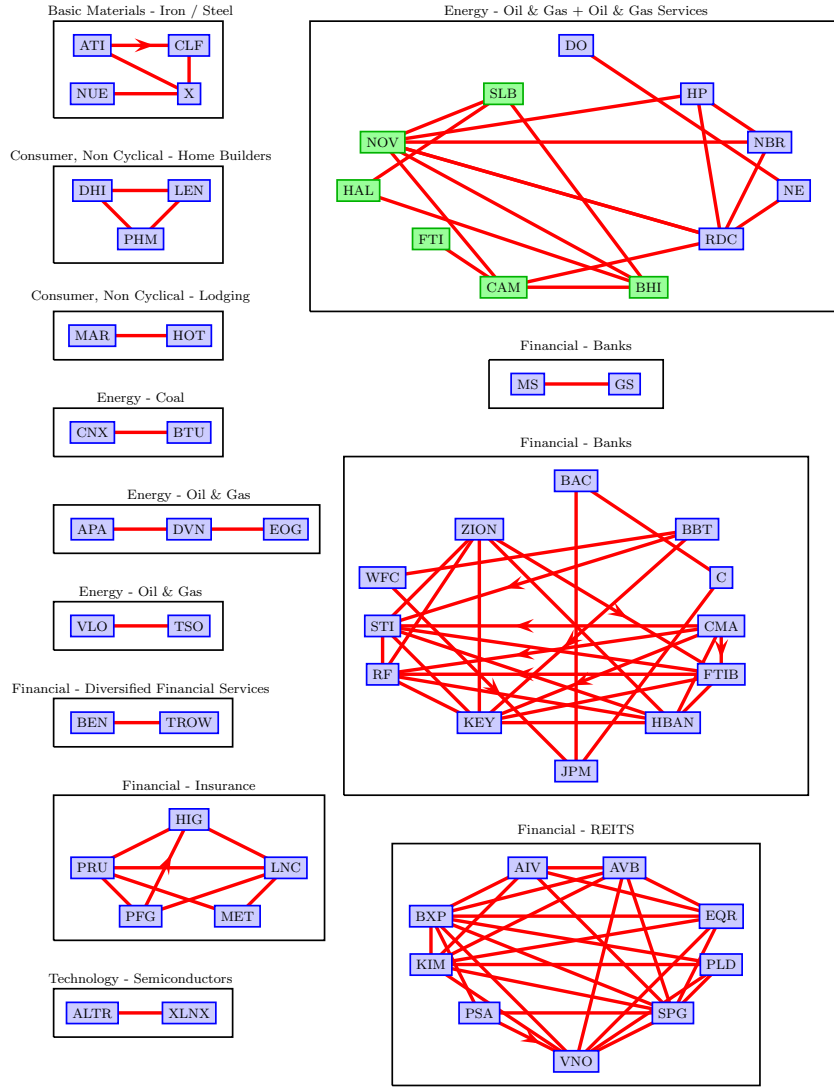 Basic Materials - Iron / Steel
ATI
CLF
NUE
X
Consumer, Non Cyclical - Home Builders
DHI
LEN
PHM
Consumer, Non Cyclical - Lodging
MAR
HOT
Energy - Coal
CNX
BTU
Energy - Oil & Gas
APA
DVN
EOG
Energy - Oil & Gas
VLO
TSO
Financial - Diversified Financial Services
BEN
TROW
Financial - Insurance
HIG
PRU
LNC
PFG
MET
Technology - Semiconductors
ALTR
XLNX
Energy - Oil & Gas + Oil & Gas Services
DO
SLB
HP
NOV
NBR
HAL
NE
FTI
RDC
CAM
BHI
Financial - Banks
MS
GS
Financial - Banks
BAC
ZION
BBT
WFC
C
STI
CMA
RF
FTIB
KEY
HBAN
JPM
Financial - REITS
AIV
AVB
BXP
EQR
KIM
PLD
PSA
SPG
VNO